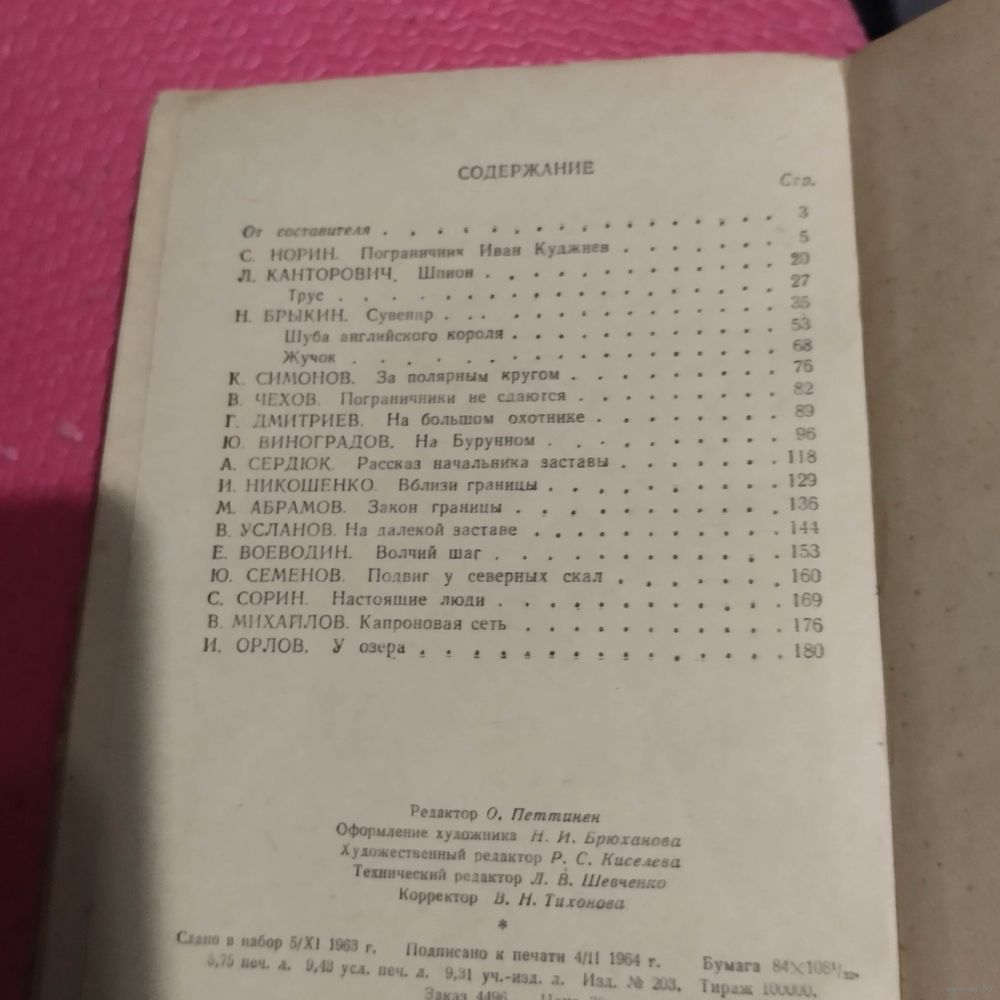 СОДЕРЖАНИЕ
Стр.
От составителя . . . . . . . . . . . . . . . 3
С. НОРИН. Пограничник Иван Куджиев . . . . . . . 5
Л. КАНТОРОВИЧ. Шпион . . . . . . . . . . . 20
Трус . . . . . . . . . . . . . . . . 27
Н. БРЫКИН. Сувенир . . . . . . . . . . . . . 35
Шуба английского короля . . . . . . . . . . 53
Жучок . . . . . . . . . . . . . . . . 68
К. СИМОНОВ. За полярным кругом . . . . . . . . . 76
В. ЧЕХОВ. Пограничники не сдаются . . . . . . . . 82
Г. ДМИТРИЕВ. На большом охотнике . . . . . . . . 89
Ю. ВИНОГРАДОВ. На Бурунном . . . . . . . . . . 96
А. СЕРДЮК. Рассказ начальника заставы . . . . . . . 118
И. НИКОШЕНКО. Вблизи границы . . . . . . . . . . 129
М. АБРАМОВ. Закон границы . . . . . . . . . . . 136
В. УСЛАНОВ. На далекой заставе . . . . . . . . . . 144
Е. ВОЕВОДИН. Волчий шаг . . . . . . . . . . . . 153
Ю. СЕМЕНОВ. Подвиг у северных скал . . . . . . . 160
С. СОРИН. Настоящие люди . . . . . . . . . . . . 169
В. МИХАЙЛОВ. Капроновая сеть . . . . . . . . . . . 176
И. ОРЛОВ. У озера . . . . . . . . . . . . . . . 180
Редактор О. Петтинен
Оформление художника Н. И. Брюханова
Художественный редактор Р. С. Киселева
Технический редактор Л. В. Шевченко
Корректор В. Н. Тихонова
*
Сдано в набор 5/XI 1963 г. Подписано к печати 4/II 1964 г. Бумага 84×108¹/₃₂.
5,75 печ. л. 9,43 усл. печ. л. 9,31 уч.-изд. л. Изд. № 203. Тираж 100000.
Заказ 4496.